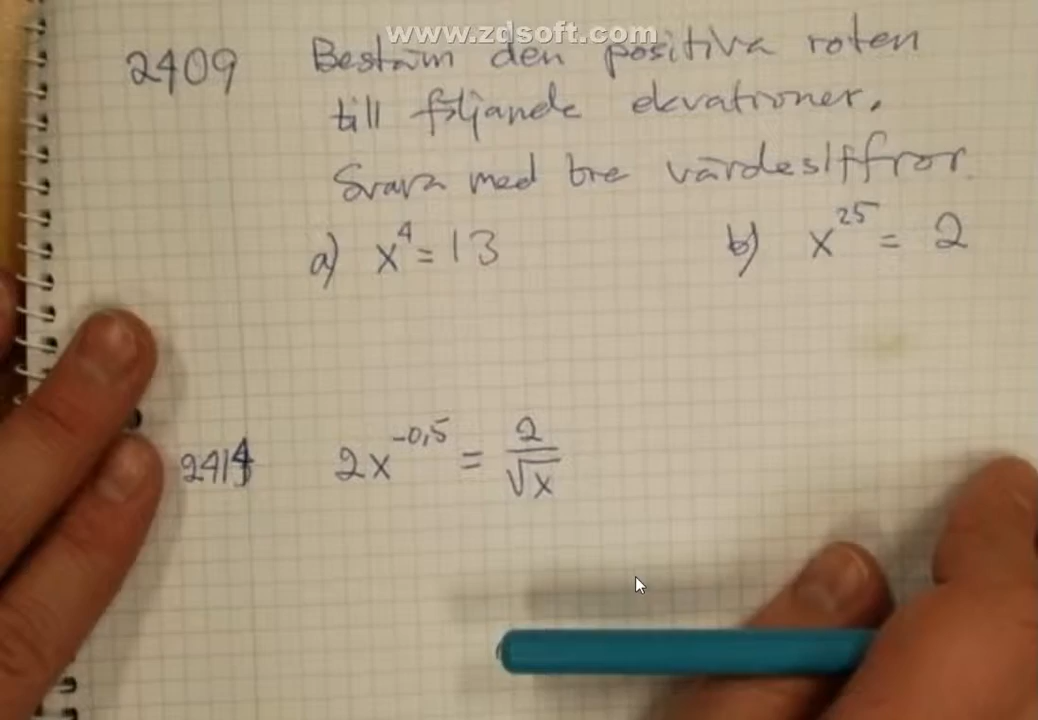 www.zdsoft.com
2409 Bestäm den positiva roten
till följande ekvationer.
Svara med tre värdesiffror.
a) x⁴ = 13 b) x²⁵ = 2
2414 2x^-0,5 = 2/√x